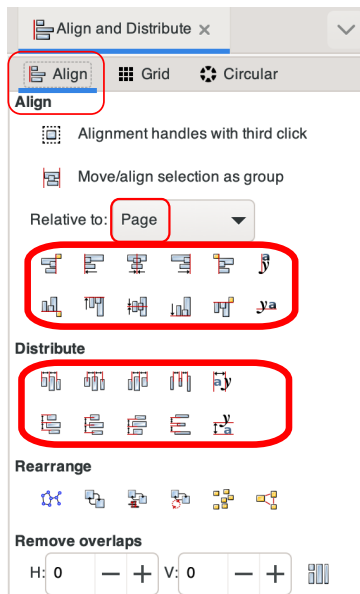 Align and Distribute ×
Align Grid Circular
Align
Alignment handles with third click
Move/align selection as group
Relative to: Page
Distribute
Rearrange
Remove overlaps
H: 0 — + V: 0 — +